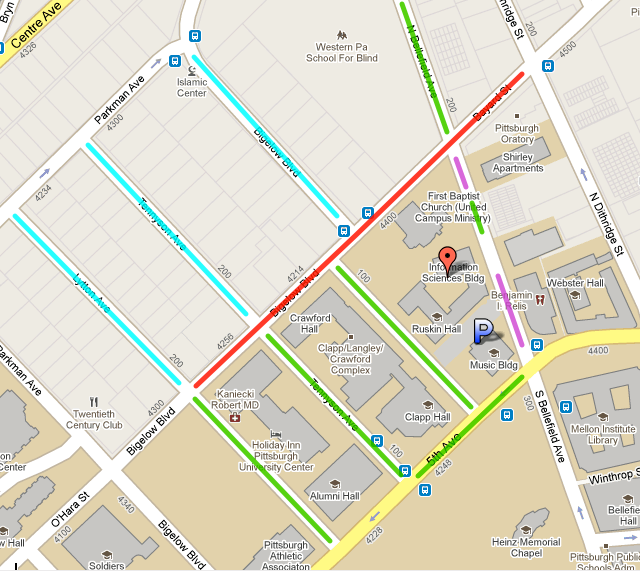 Bryn
Centre Ave
4326
N Bellefield Ave
Dithridge St
200
Pi
4500
Western Pa
School For Blind
Islamic
Center
Parkman Ave
4300
200
Bayard St
Pittsburgh
Oratory
Bigelow Blvd
Shirley
Apartments
4234
First Baptist
Church (United
Campus Ministry)
Tennyson Ave
4400
N Dithridge St
Information
Sciences Bldg
4214
200
100
Lytton Ave
Bigelow Blvd
Webster Hall
Benjamin
L Relis
Crawford
Hall
Ruskin Hall
P
4256
Clapp/Langley/
Crawford
Complex
4400
Music Bldg
200
Parkman Ave
Kaniecki
Robert MD
Tennyson Ave
Clapp Hall
S Bellefield Ave
300
4300
Twentieth
Century Club
Bigelow Blvd
Mellon Institute
Library
Holiday Inn
Pittsburgh
University Center
100
5th Ave
4248
on
Center
Winthrop S
Alumni Hall
4340
O'Hara St
4100
4228
Bellefie
Hall
w Hall
Bigelow Blvd
Heinz Memorial
Chapel
Soldiers
Pittsburgh
Athletic
Association
Pittsburgh Public
Schools Adm